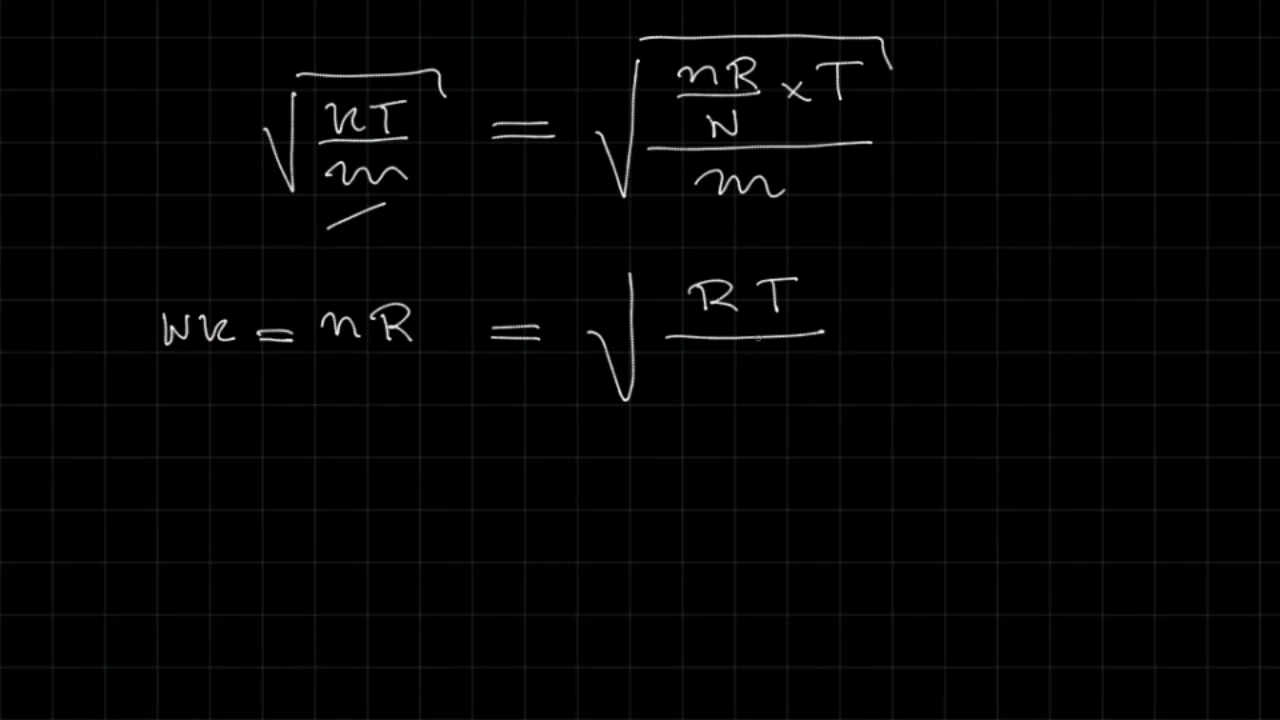 √(kT/m) = √((nR/N × T)/m)
Nk = nR = √(RT/